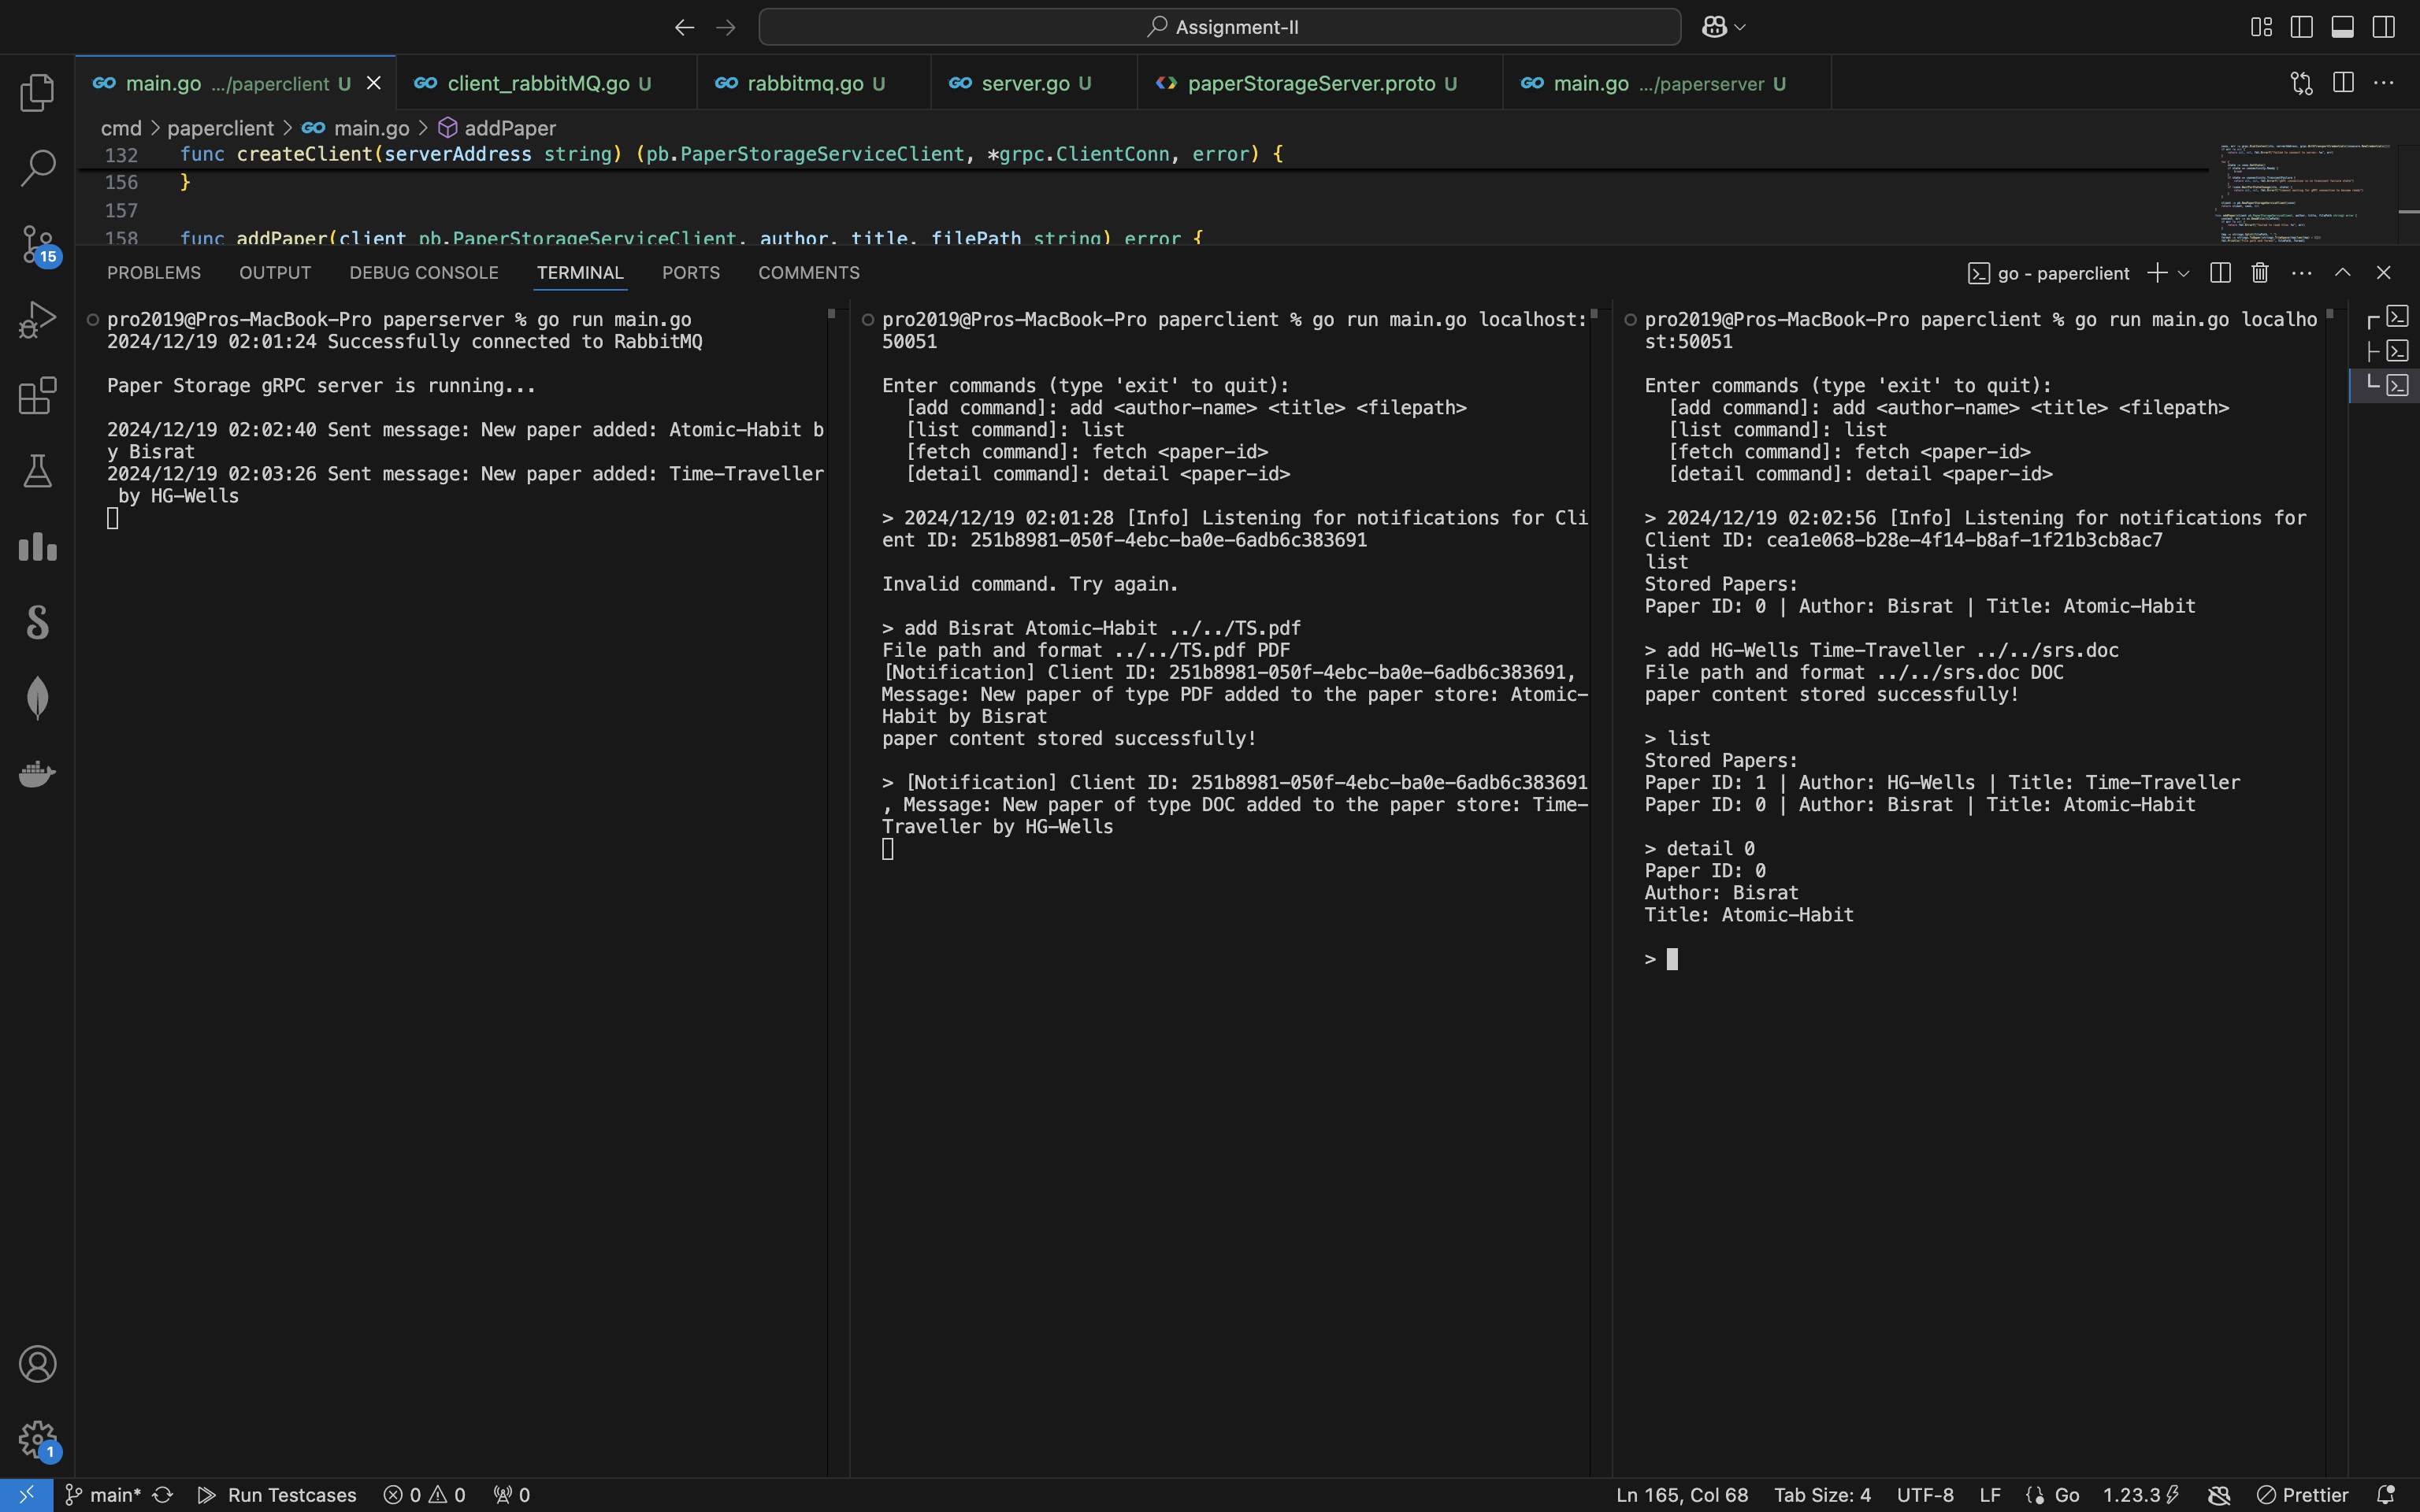 Assignment-II
main.go .../paperclient U
client_rabbitMQ.go U
rabbitmq.go U
server.go U
paperStorageServer.proto U
main.go .../paperserver U
cmd > paperclient > main.go > addPaper
132 func createClient(serverAddress string) (pb.PaperStorageServiceClient, *grpc.ClientConn, error) {
156 }
157
158 func addPaper(client pb.PaperStorageServiceClient, author, title, filePath string) error {
15
PROBLEMS OUTPUT DEBUG CONSOLE TERMINAL PORTS COMMENTS
go - paperclient
pro2019@Pros-MacBook-Pro paperserver % go run main.go
2024/12/19 02:01:24 Successfully connected to RabbitMQ
Paper Storage gRPC server is running...
2024/12/19 02:02:40 Sent message: New paper added: Atomic-Habit b
y Bisrat
2024/12/19 02:03:26 Sent message: New paper added: Time-Traveller
by HG-Wells
pro2019@Pros-MacBook-Pro paperclient % go run main.go localhost:
50051
Enter commands (type 'exit' to quit):
[add command]: add <author-name> <title> <filepath>
[list command]: list
[fetch command]: fetch <paper-id>
[detail command]: detail <paper-id>
> 2024/12/19 02:01:28 [Info] Listening for notifications for Cli
ent ID: 251b8981-050f-4ebc-ba0e-6adb6c383691
Invalid command. Try again.
> add Bisrat Atomic-Habit ../../TS.pdf
File path and format ../../TS.pdf PDF
[Notification] Client ID: 251b8981-050f-4ebc-ba0e-6adb6c383691,
Message: New paper of type PDF added to the paper store: Atomic-
Habit by Bisrat
paper content stored successfully!
> [Notification] Client ID: 251b8981-050f-4ebc-ba0e-6adb6c383691
, Message: New paper of type DOC added to the paper store: Time-
Traveller by HG-Wells
pro2019@Pros-MacBook-Pro paperclient % go run main.go localho
st:50051
Enter commands (type 'exit' to quit):
[add command]: add <author-name> <title> <filepath>
[list command]: list
[fetch command]: fetch <paper-id>
[detail command]: detail <paper-id>
> 2024/12/19 02:02:56 [Info] Listening for notifications for
Client ID: cea1e068-b28e-4f14-b8af-1f21b3cb8ac7
list
Stored Papers:
Paper ID: 0 | Author: Bisrat | Title: Atomic-Habit
> add HG-Wells Time-Traveller ../../srs.doc
File path and format ../../srs.doc DOC
paper content stored successfully!
> list
Stored Papers:
Paper ID: 1 | Author: HG-Wells | Title: Time-Traveller
Paper ID: 0 | Author: Bisrat | Title: Atomic-Habit
> detail 0
Paper ID: 0
Author: Bisrat
Title: Atomic-Habit
>
1
main* Run Testcases 0 0 0
Ln 165, Col 68 Tab Size: 4 UTF-8 LF Go 1.23.3 Prettier